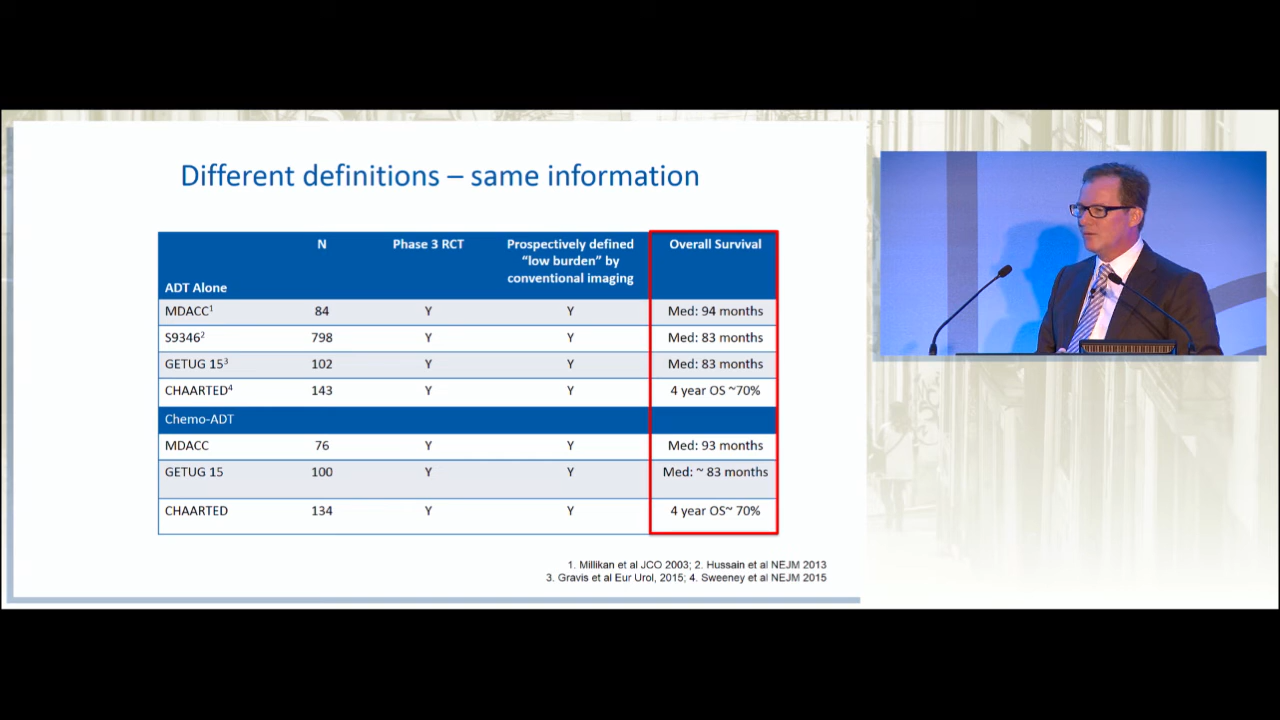 Different definitions – same information
ADT Alone N Phase 3 RCT Prospectively defined "low burden" by conventional imaging Overall Survival
MDACC1 84 Y Y Med: 94 months
S93462 798 Y Y Med: 83 months
GETUG 153 102 Y Y Med: 83 months
CHAARTED4 143 Y Y 4 year OS ~70%
Chemo-ADT
MDACC 76 Y Y Med: 93 months
GETUG 15 100 Y Y Med: ~ 83 months
CHAARTED 134 Y Y 4 year OS~ 70%
1. Millikan et al JCO 2003; 2. Hussain et al NEJM 2013
3. Gravis et al Eur Urol, 2015; 4. Sweeney et al NEJM 2015